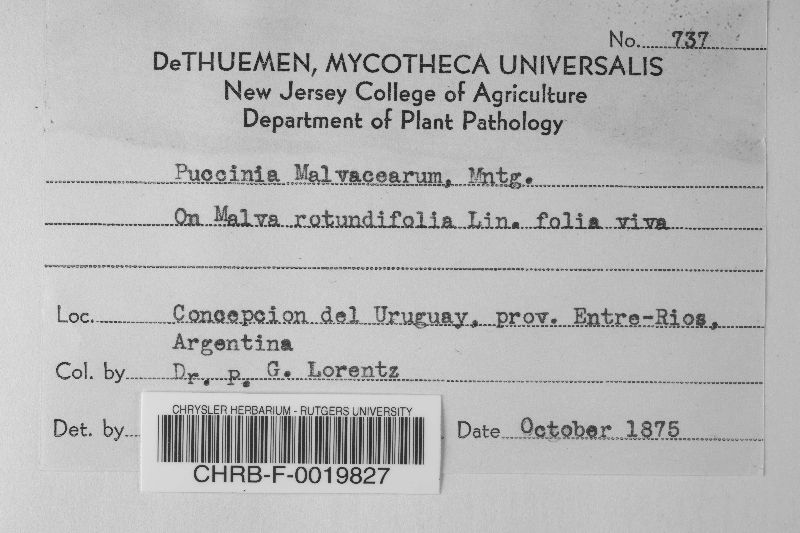 No. 737
DeTHUEMEN, MYCOTHECA UNIVERSALIS
New Jersey College of Agriculture
Department of Plant Pathology
Puccinia Malvacearum, Mntg.
On Malva rotundifolia Lin. folia viva
Loc. Concepcion del Uruguay, prov. Entre-Rios,
Argentina
Col. by Dr. P. G. Lorentz
Det. by Date October 1875
CHRYSLER HERBARIUM - RUTGERS UNIVERSITY
CHRB-F-0019827